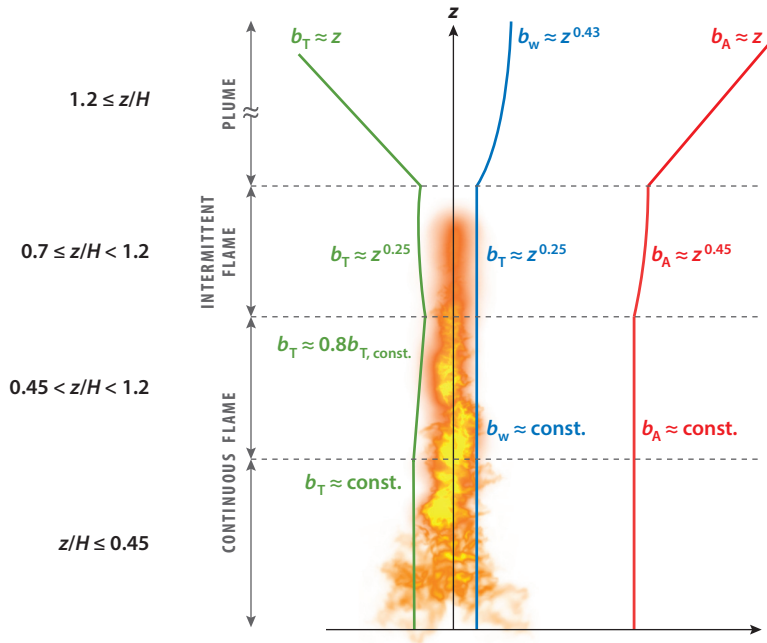 z
b_T ≈ z
b_w ≈ z^0.43
b_A ≈ z
1.2 ≤ z/H
PLUME
0.7 ≤ z/H < 1.2
INTERMITTENT
FLAME
b_T ≈ z^0.25
b_T ≈ z^0.25
b_A ≈ z^0.45
b_T ≈ 0.8b_T, const.
0.45 < z/H < 1.2
CONTINUOUS FLAME
b_w ≈ const.
b_A ≈ const.
b_T ≈ const.
z/H ≤ 0.45